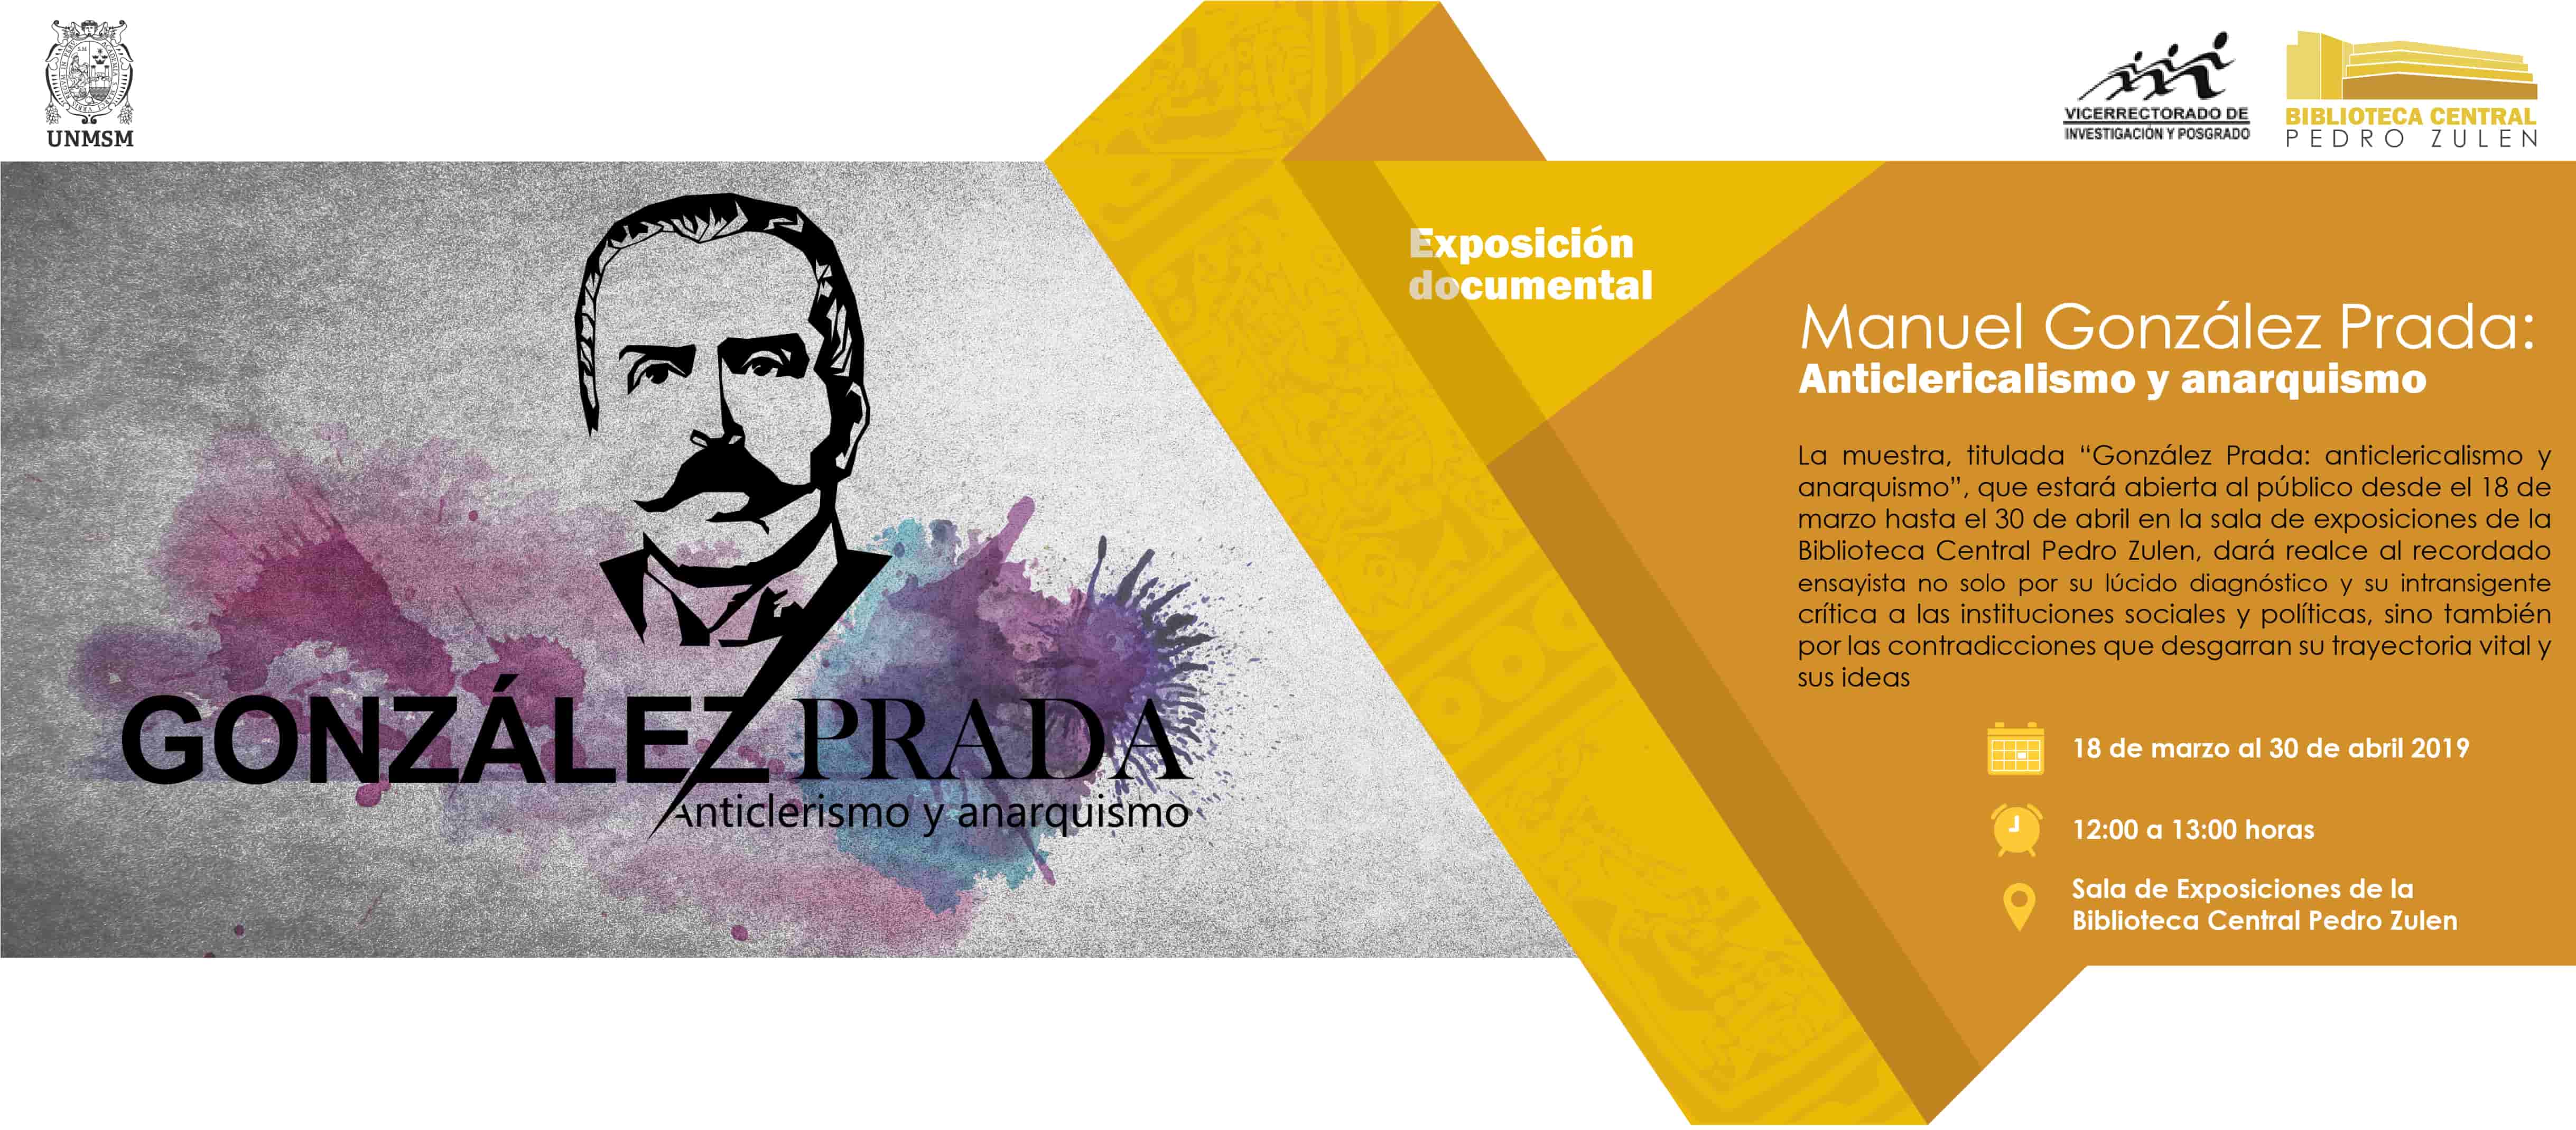 UNMSM
VICERRECTORADO DE
INVESTIGACIÓN Y POSGRADO
BIBLIOTECA CENTRAL
PEDRO ZULEN
GONZÁLEZ PRADA
Anticlerismo y anarquismo
Exposición
documental
Manuel González Prada:
Anticlericalismo y anarquismo
La muestra, titulada “González Prada: anticlericalismo y
anarquismo”, que estará abierta al público desde el 18 de
marzo hasta el 30 de abril en la sala de exposiciones de la
Biblioteca Central Pedro Zulen, dará realce al recordado
ensayista no solo por su lúcido diagnóstico y su intransigente
crítica a las instituciones sociales y políticas, sino también
por las contradicciones que desgarran su trayectoria vital y
sus ideas
18 de marzo al 30 de abril 2019
12:00 a 13:00 horas
Sala de Exposiciones de la
Biblioteca Central Pedro Zulen